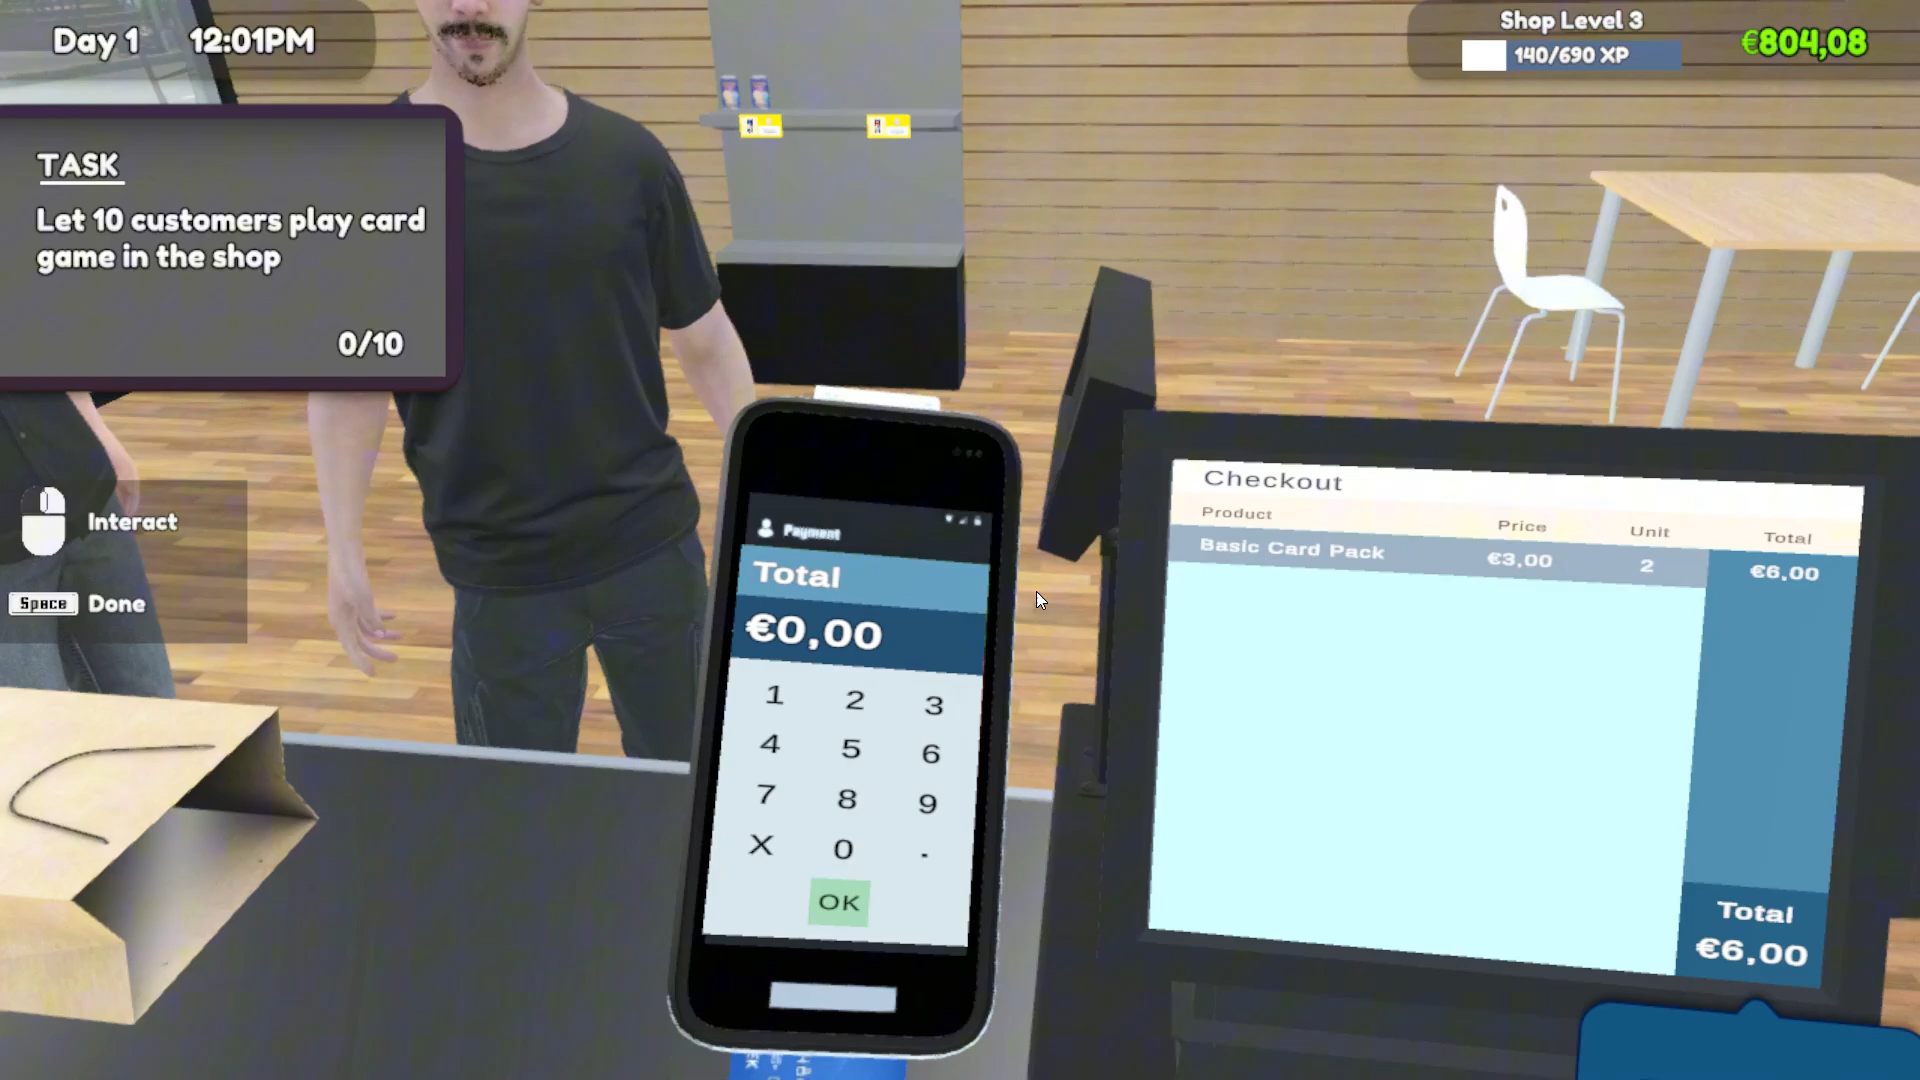 Day 1 12:01PM
Shop Level 3
140/690 XP
€804,08
TASK
Let 10 customers play card
game in the shop
0/10
Interact
Space Done
Payment
Total
€0,00
1 2 3
4 5 6
7 8 9
X 0 .
OK
Checkout
Product Price Unit Total
Basic Card Pack €3,00 2 €6,00
Total
€6,00